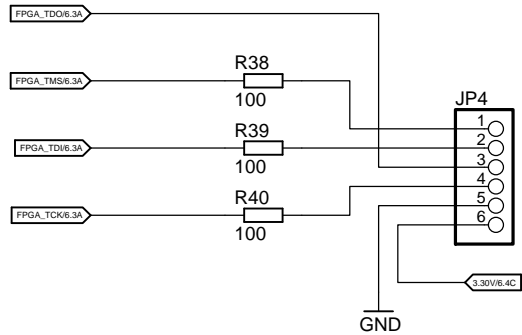 FPGA_TDO/6.3A
R38
FPGA_TMS/6.3A
100
JP4
1
R39
2
FPGA_TDI/6.3A
100
3
R40
4
FPGA_TCK/6.3A
5
100
6
3.30V/6.4C
GND